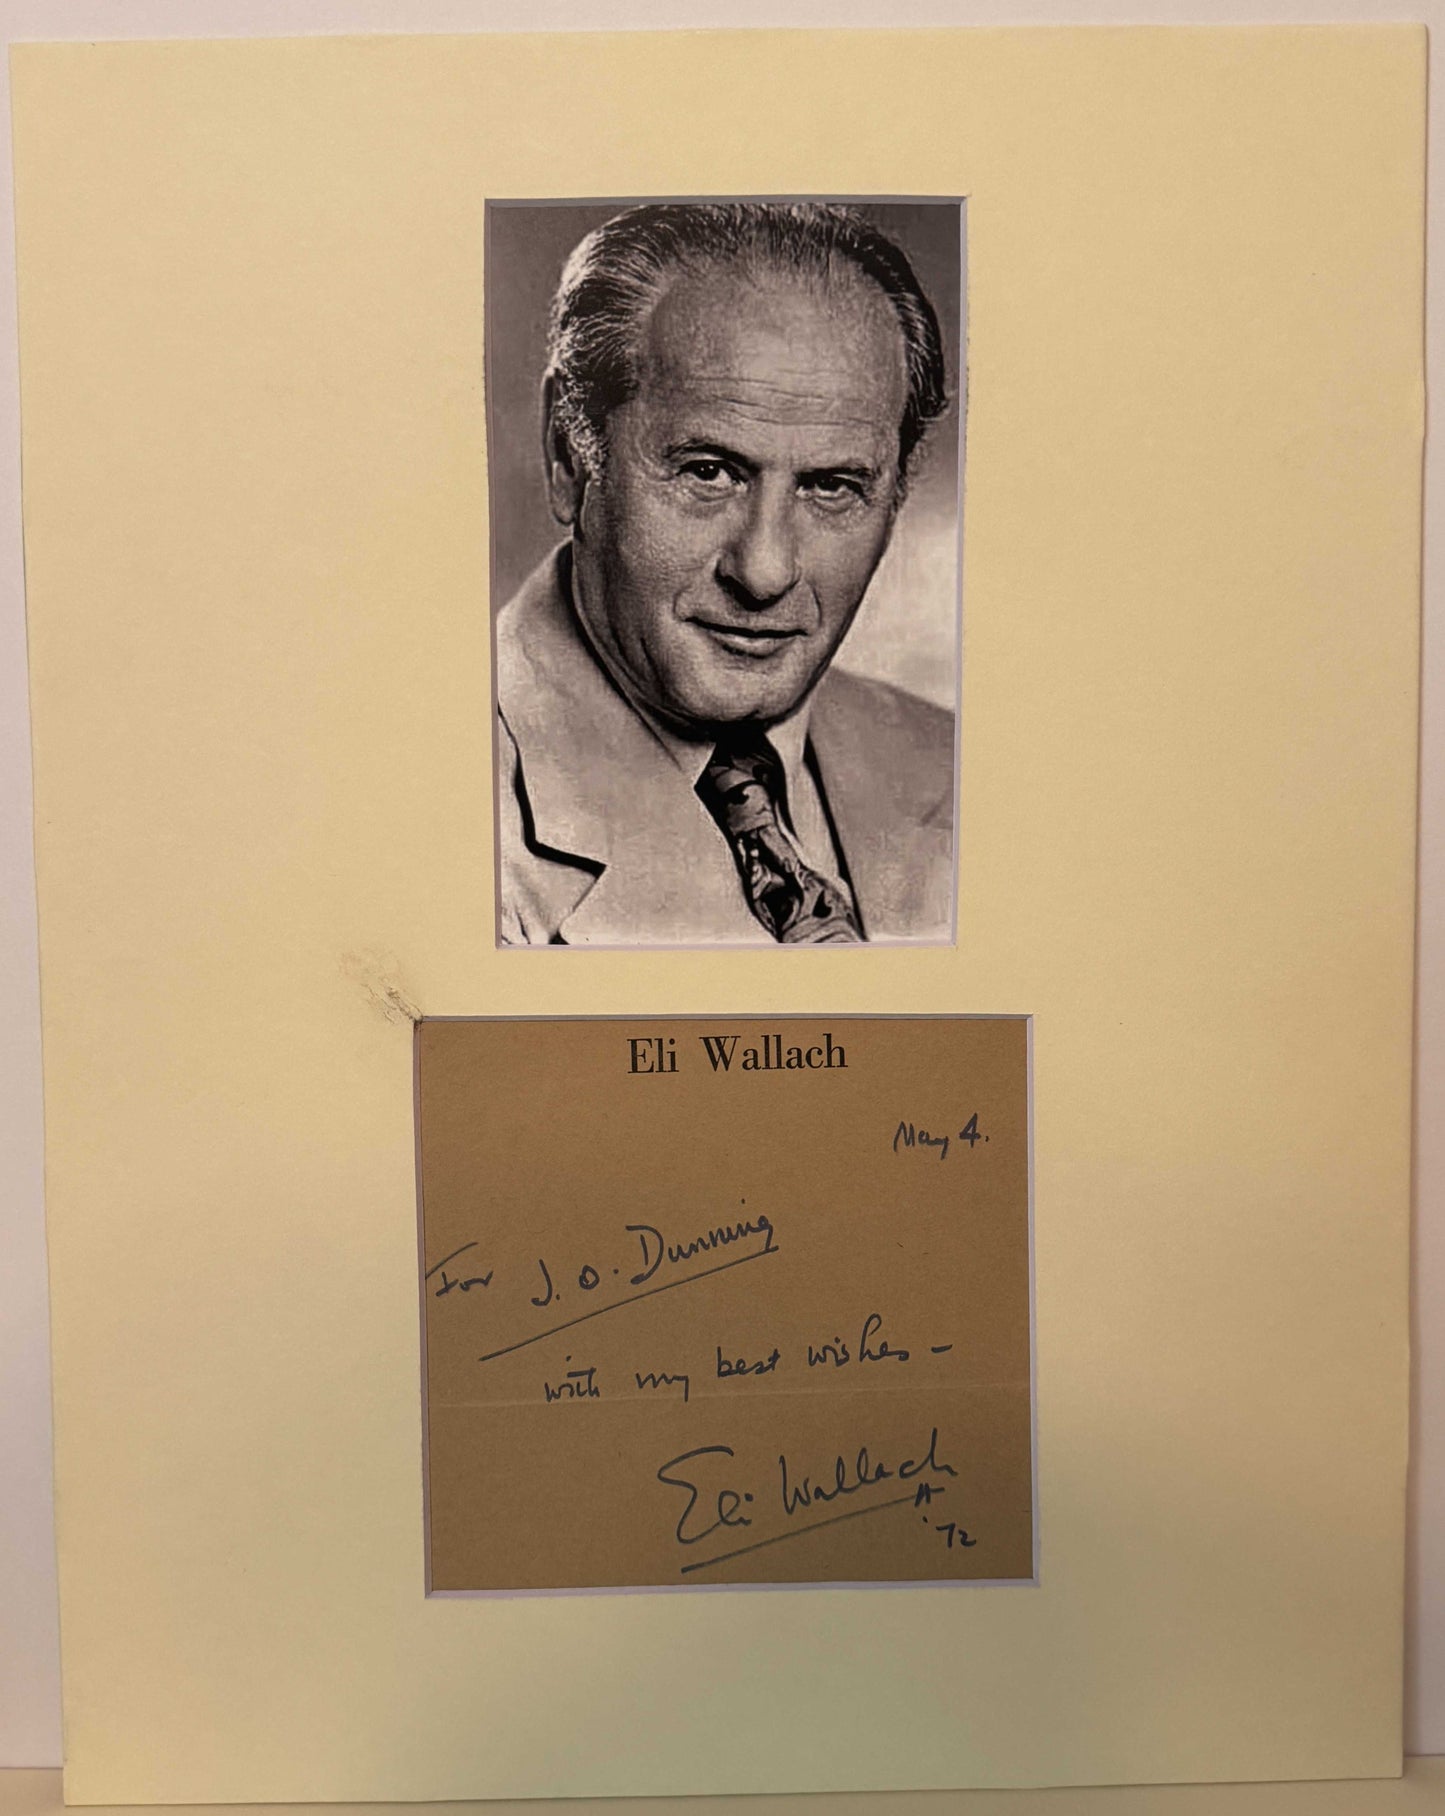 Eli Wallach
May 4.
For J. O. Dunning
with my best wishes -
Eli Wallach
'72